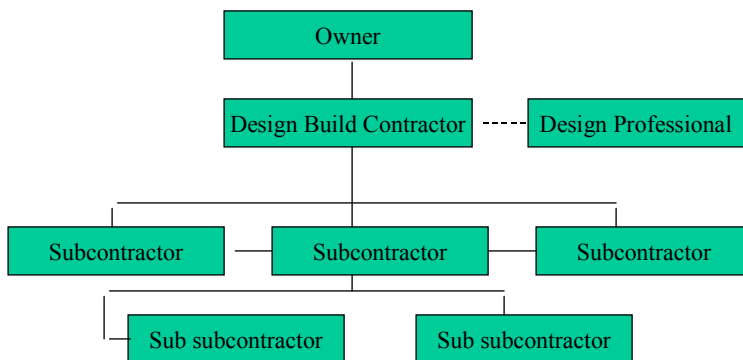 Owner
Design Build Contractor
Design Professional
Subcontractor
Subcontractor
Subcontractor
Sub subcontractor
Sub subcontractor